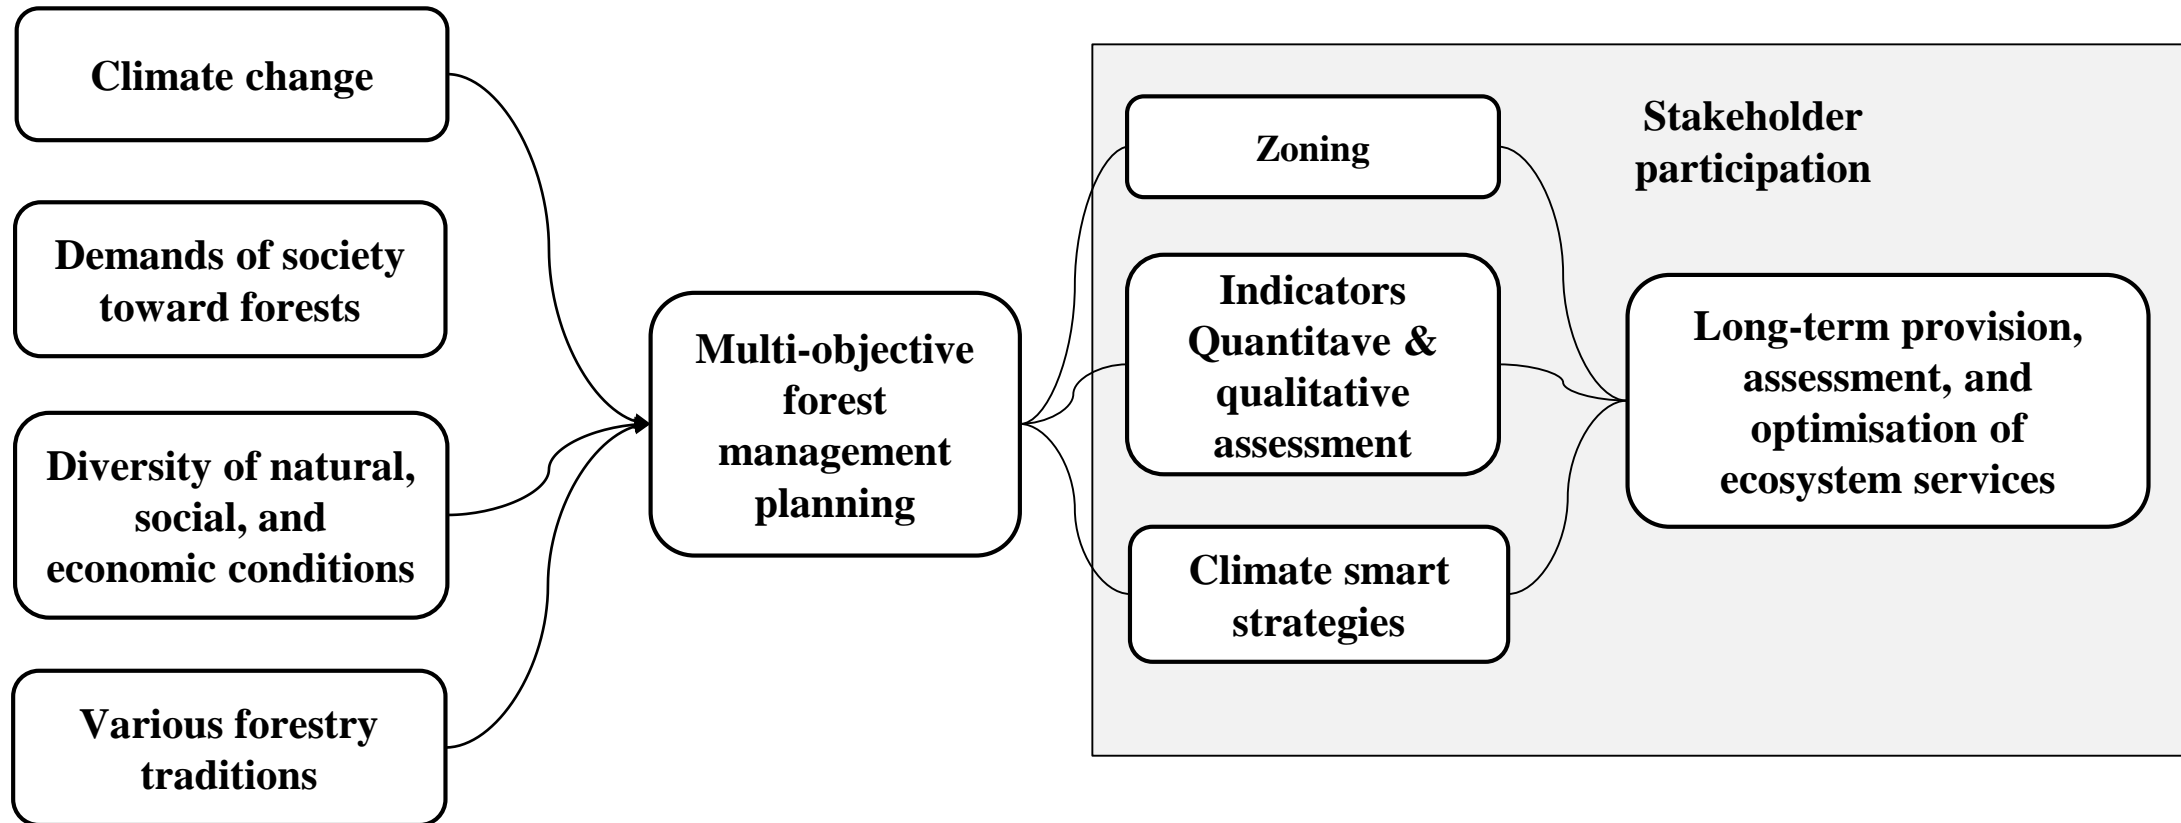 Climate change
Demands of society
toward forests
Diversity of natural,
social, and
economic conditions
Various forestry
traditions
Multi-objective
forest
management
planning
Zoning
Indicators
Quantitave &
qualitative
assessment
Climate smart
strategies
Stakeholder
participation
Long-term provision,
assessment, and
optimisation of
ecosystem services